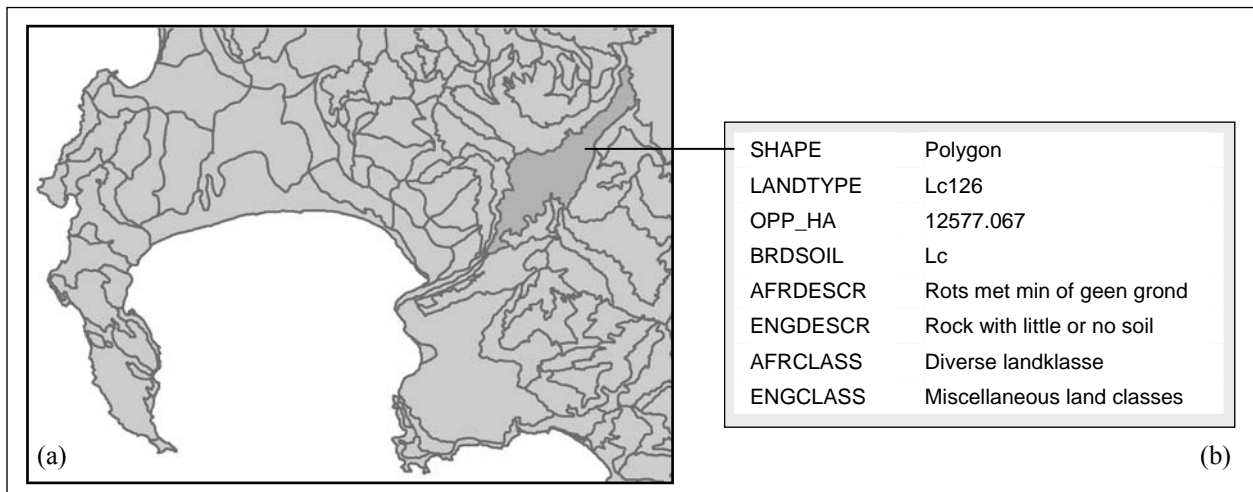 SHAPE Polygon
LANDTYPE Lc126
OPP_HA 12577.067
BRDSOIL Lc
AFRDESCR Rots met min of geen grond
ENGDESCR Rock with little or no soil
AFRCLASS Diverse landklasse
ENGCLASS Miscellaneous land classes
(a) (b)